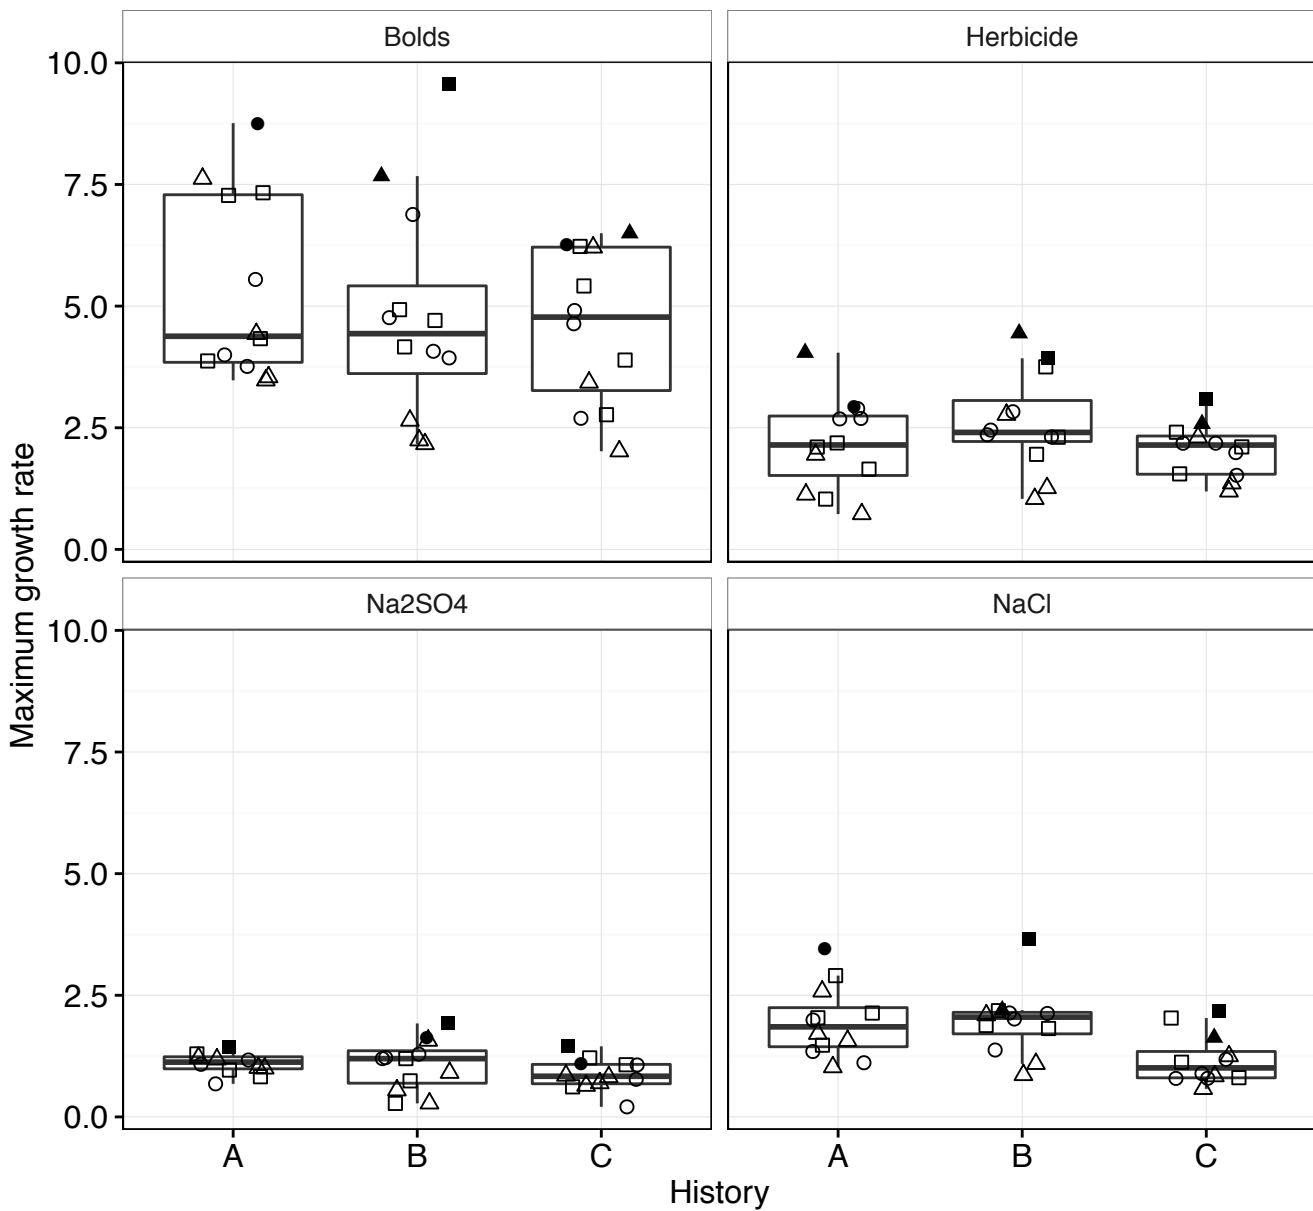 Bolds
Herbicide
10.0
7.5
5.0
2.5
0.0
Maximum growth rate
Na2SO4
NaCl
10.0
7.5
5.0
2.5
0.0
A B C A B C
History